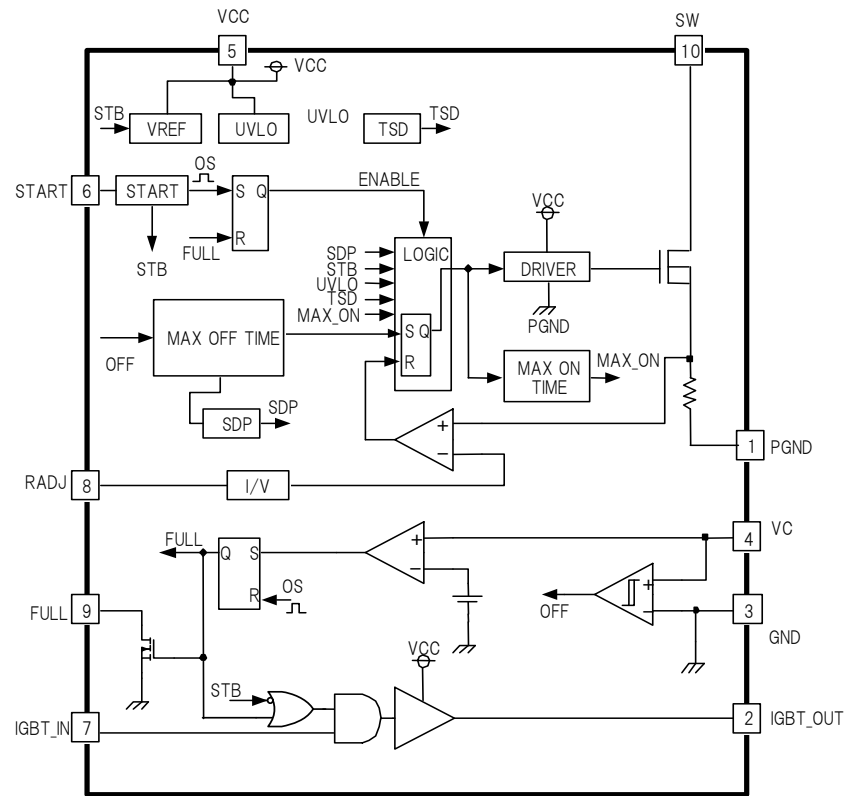 VCC
SW
5
10
VCC
STB
VREF
UVLO
UVLO
TSD
TSD
START
6
START
OS
S Q
R
ENABLE
FULL
STB
VCC
SDP
STB
UVLO
TSD
MAX_ON
LOGIC
S Q
R
DRIVER
PGND
OFF
MAX OFF TIME
MAX ON
TIME
MAX_ON
SDP
SDP
+
−
1
PGND
RADJ
8
I/V
FULL
Q S
R
OS
+
−
4
VC
+
−
OFF
3
GND
FULL
9
VCC
STB
IGBT_IN
7
2
IGBT_OUT